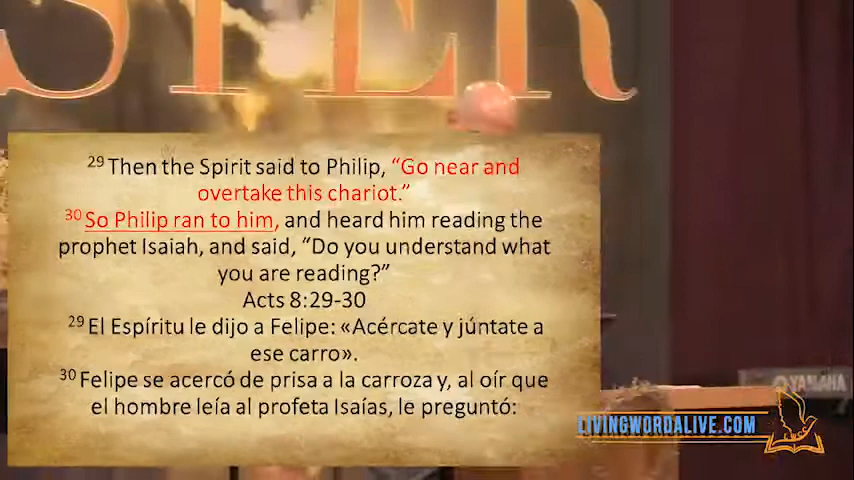 STER
²⁹ Then the Spirit said to Philip, “Go near and
overtake this chariot.”
³⁰ So Philip ran to him, and heard him reading the
prophet Isaiah, and said, “Do you understand what
you are reading?”
Acts 8:29-30
²⁹ El Espíritu le dijo a Felipe: «Acércate y júntate a
ese carro».
³⁰ Felipe se acercó de prisa a la carroza y, al oír que
el hombre leía al profeta Isaías, le preguntó:
YAMAHA
LIVINGWORDALIVE.COM